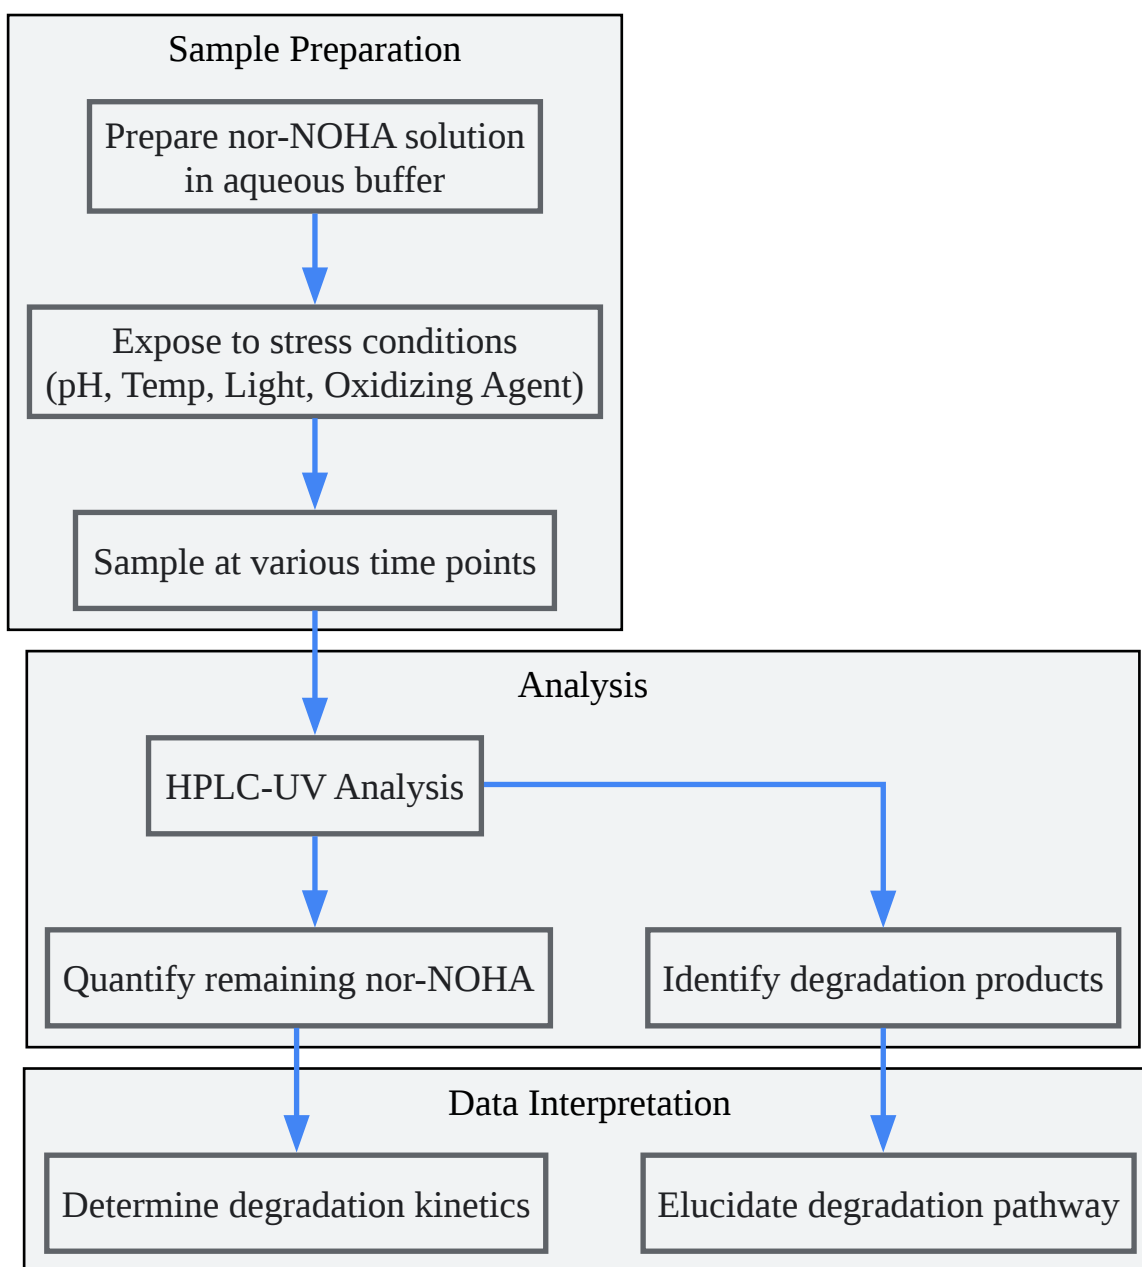 Sample Preparation
Prepare nor-NOHA solution
in aqueous buffer
Expose to stress conditions
(pH, Temp, Light, Oxidizing Agent)
Sample at various time points
Analysis
HPLC-UV Analysis
Quantify remaining nor-NOHA
Identify degradation products
Data Interpretation
Determine degradation kinetics
Elucidate degradation pathway